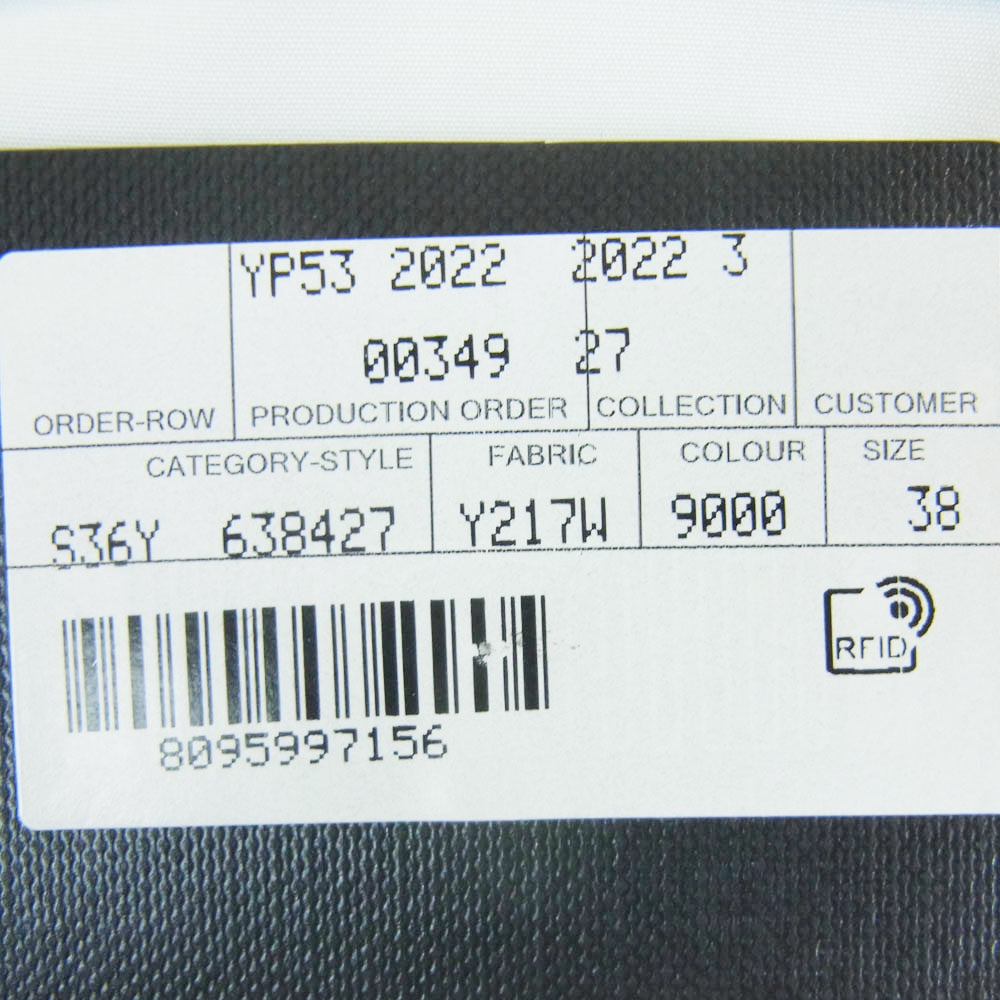 YP53 2022 2022 3
00349 27
ORDER-ROW PRODUCTION ORDER COLLECTION CUSTOMER
CATEGORY-STYLE FABRIC COLOUR SIZE
S36Y 638427 Y217W 9000 38
RFID
8095997156